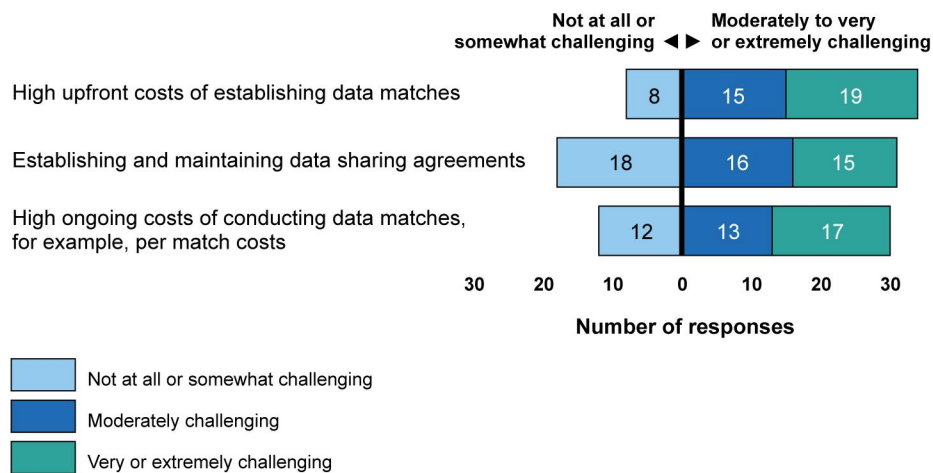 Not at all or
somewhat challenging
Moderately to very
or extremely challenging
High upfront costs of establishing data matches
8
15
19
Establishing and maintaining data sharing agreements
18
16
15
High ongoing costs of conducting data matches,
for example, per match costs
12
13
17
30 20 10 0 10 20 30
Number of responses
Not at all or somewhat challenging
Moderately challenging
Very or extremely challenging